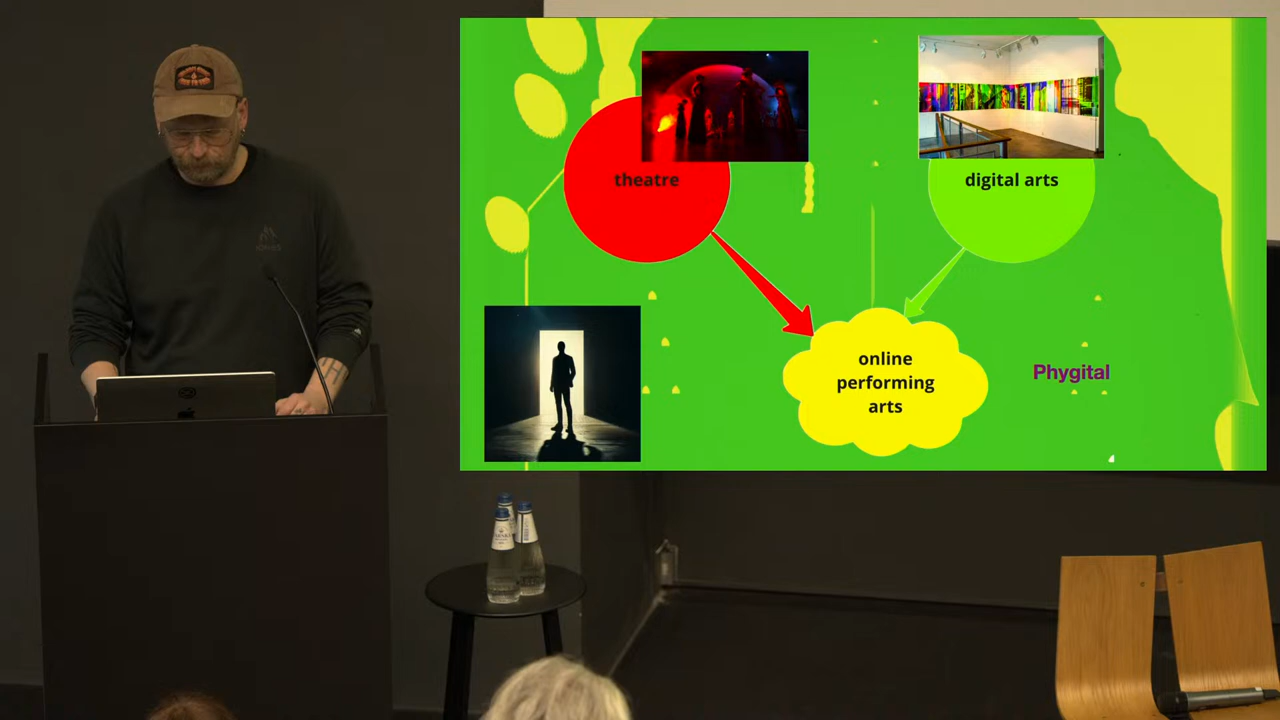 theatre
digital arts
online
performing
arts
Phygital